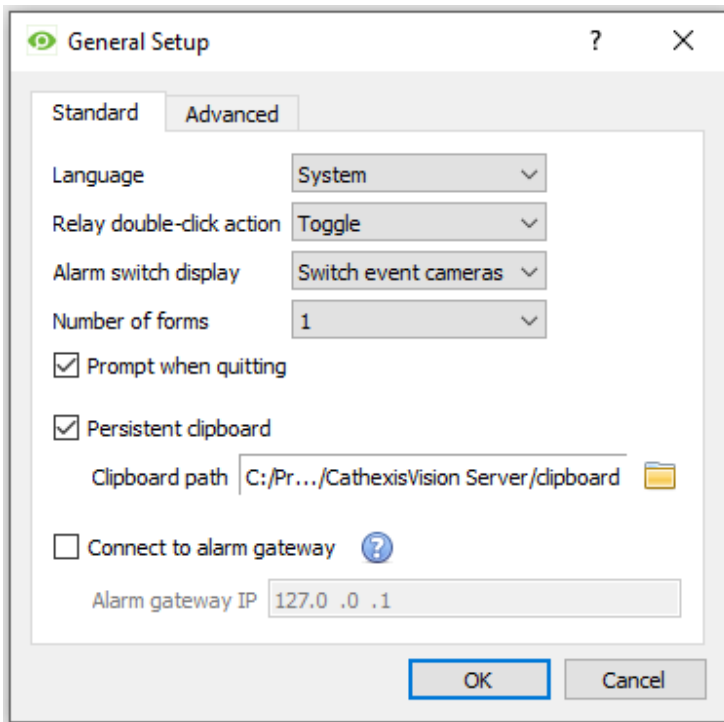 General Setup
Standard Advanced
Language System
Relay double-click action Toggle
Alarm switch display Switch event cameras
Number of forms 1
Prompt when quitting
Persistent clipboard
Clipboard path C:/Pr.../CathexisVision Server/clipboard
Connect to alarm gateway ?
Alarm gateway IP 127.0 .0 .1
OK Cancel